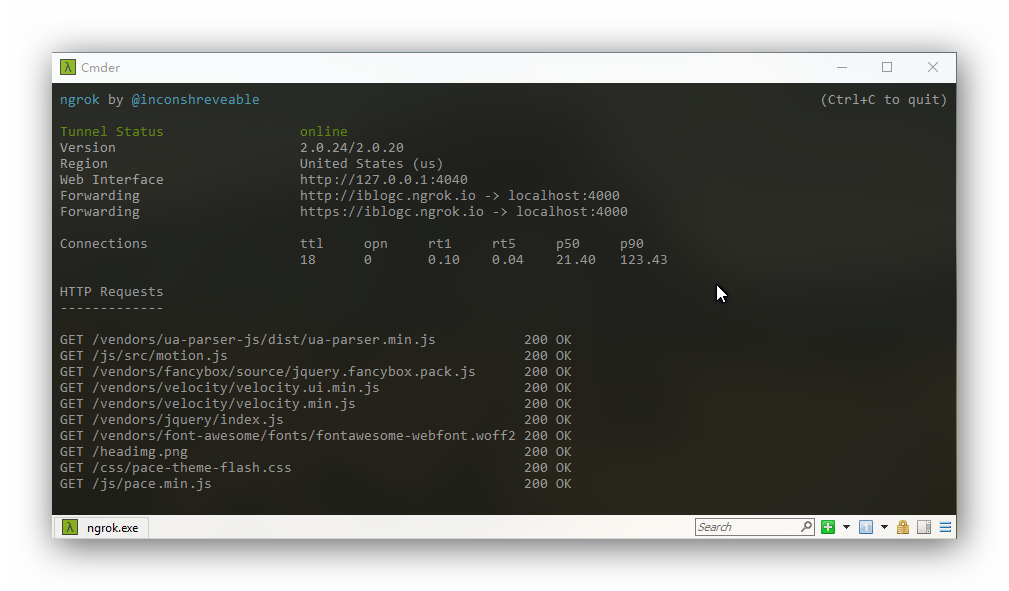 Cmder
ngrok by @inconshreveable (Ctrl+C to quit)
Tunnel Status online
Version 2.0.24/2.0.20
Region United States (us)
Web Interface http://127.0.0.1:4040
Forwarding http://iblogc.ngrok.io -> localhost:4000
Forwarding https://iblogc.ngrok.io -> localhost:4000
Connections ttl opn rt1 rt5 p50 p90
18 0 0.10 0.04 21.40 123.43
HTTP Requests
-------------
GET /vendors/ua-parser-js/dist/ua-parser.min.js 200 OK
GET /js/src/motion.js 200 OK
GET /vendors/fancybox/source/jquery.fancybox.pack.js 200 OK
GET /vendors/velocity/velocity.ui.min.js 200 OK
GET /vendors/velocity/velocity.min.js 200 OK
GET /vendors/jquery/index.js 200 OK
GET /vendors/font-awesome/fonts/fontawesome-webfont.woff2 200 OK
GET /headimg.png 200 OK
GET /css/pace-theme-flash.css 200 OK
GET /js/pace.min.js 200 OK
ngrok.exe Search